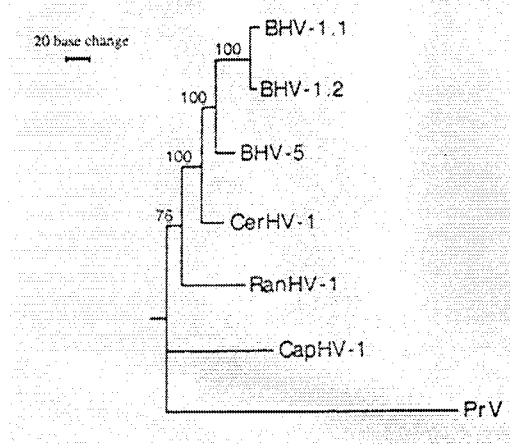 BHV-1.1
20 base change
100
BHV-1.2
100
BHV-5
100
CerHV-1
76
RanHV-1
CapHV-1
PrV